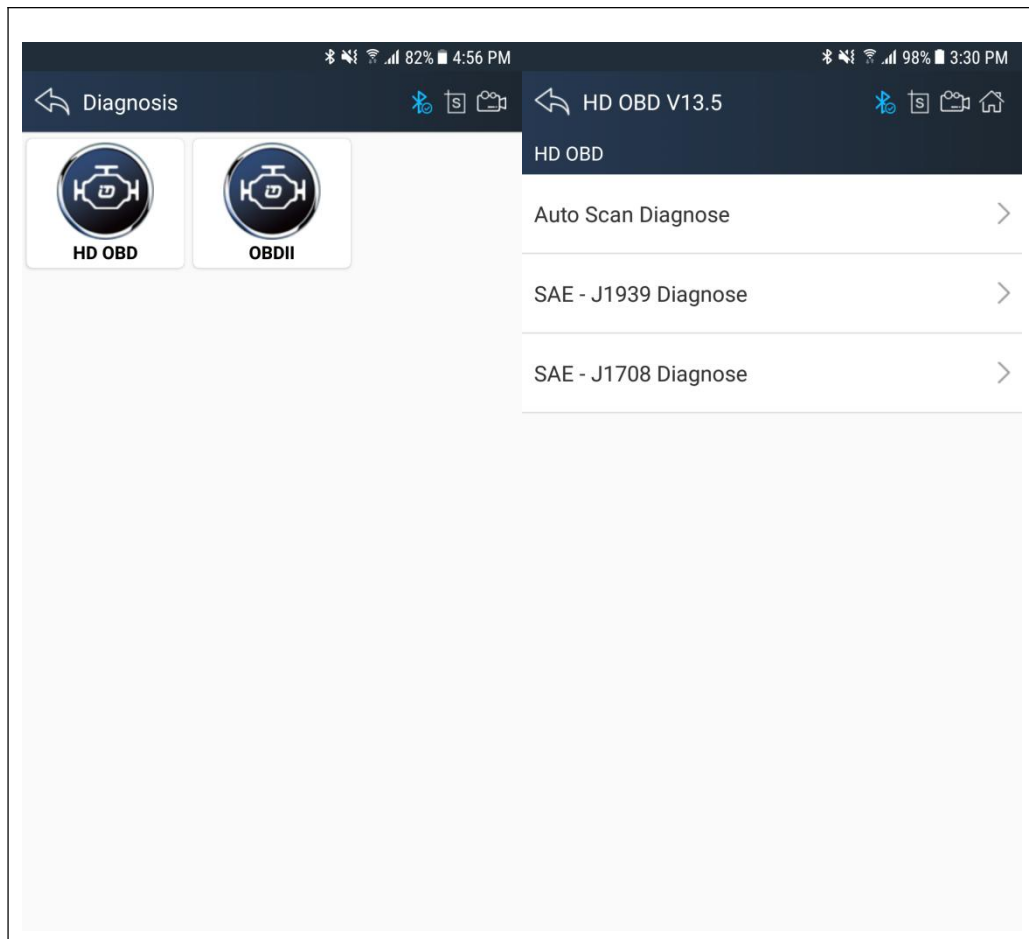 82% 4:56 PM
Diagnosis
S
HD OBD
OBDII
98% 3:30 PM
HD OBD V13.5
S
HD OBD
Auto Scan Diagnose
SAE - J1939 Diagnose
SAE - J1708 Diagnose